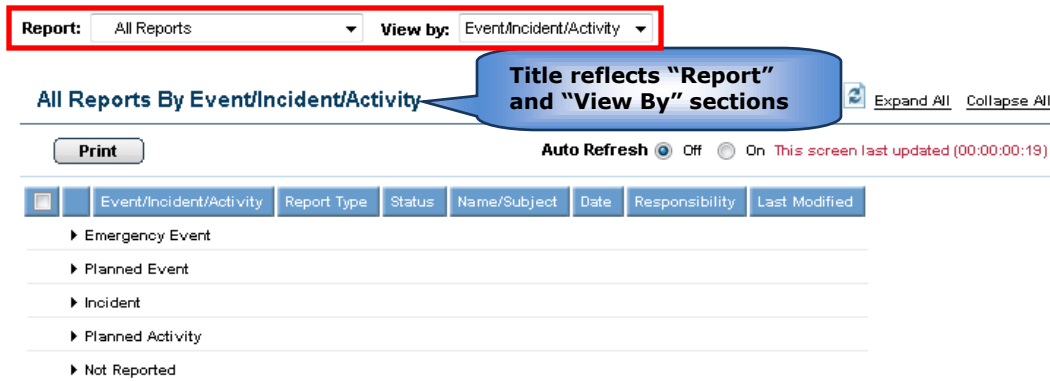 Report: All Reports View by: Event/Incident/Activity
Title reflects “Report”
and “View By” sections
All Reports By Event/Incident/Activity
Expand All Collapse All
Print Auto Refresh Off On This screen last updated (00:00:00:19)
Event/Incident/Activity Report Type Status Name/Subject Date Responsibility Last Modified
Emergency Event
Planned Event
Incident
Planned Activity
Not Reported